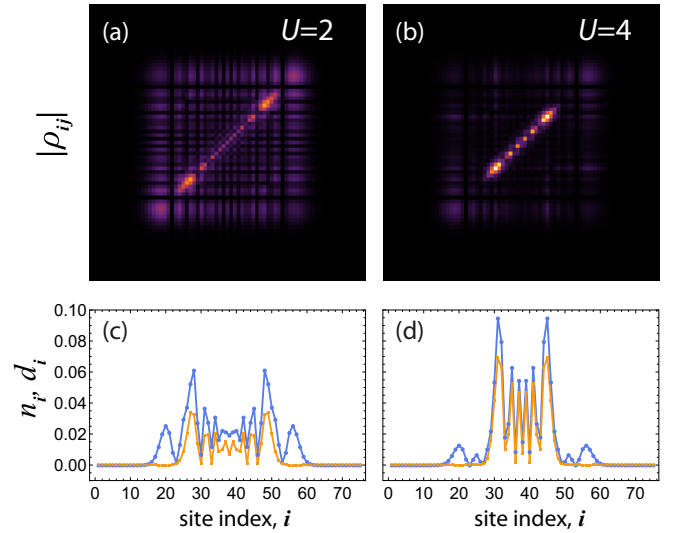 (a) U=2
(b) U=4
|ρij|
(c)
(d)
ni, di
0.10
0.08
0.06
0.04
0.02
0.00
0 10 20 30 40 50 60 70
0 10 20 30 40 50 60 70
site index, i
site index, i